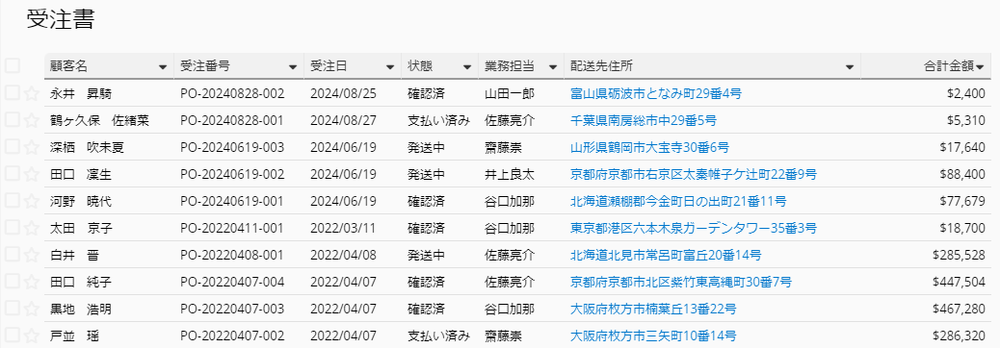 受注書
顧客名 受注番号 受注日 状態 業務担当 配送先住所 合計金額
永井　昇騎 PO-20240828-002 2024/08/25 確認済 山田一郎 富山県砺波市となみ町29番4号 $2,400
鶴ヶ久保　佐緒菜 PO-20240828-001 2024/08/27 支払い済み 佐藤亮介 千葉県南房総市中29番5号 $5,310
深栖　吹未夏 PO-20240619-003 2024/06/19 発送中 齋藤崇 山形県鶴岡市大宝寺30番6号 $17,640
田口　凜生 PO-20240619-002 2024/06/19 発送中 井上良太 京都府京都市右京区太秦帷子ケ辻町22番9号 $88,400
河野　暁代 PO-20240619-001 2024/06/19 確認済 谷口加那 北海道瀬棚郡今金町日の出町21番11号 $77,679
太田　京子 PO-20220411-001 2022/03/11 確認済 谷口加那 東京都港区六本木泉ガーデンタワー35番3号 $18,700
白井　晋 PO-20220408-001 2022/04/08 発送中 佐藤亮介 北海道北見市常呂町富丘20番14号 $285,528
田口　純子 PO-20220407-004 2022/04/07 確認済 佐藤亮介 京都府京都市北区紫竹東高縄町30番7号 $447,504
黒地　浩明 PO-20220407-003 2022/04/07 確認済 谷口加那 大阪府枚方市楠葉丘13番22号 $467,280
戸並　瑶 PO-20220407-002 2022/04/07 支払い済み 齋藤崇 大阪府枚方市三矢町10番14号 $286,320